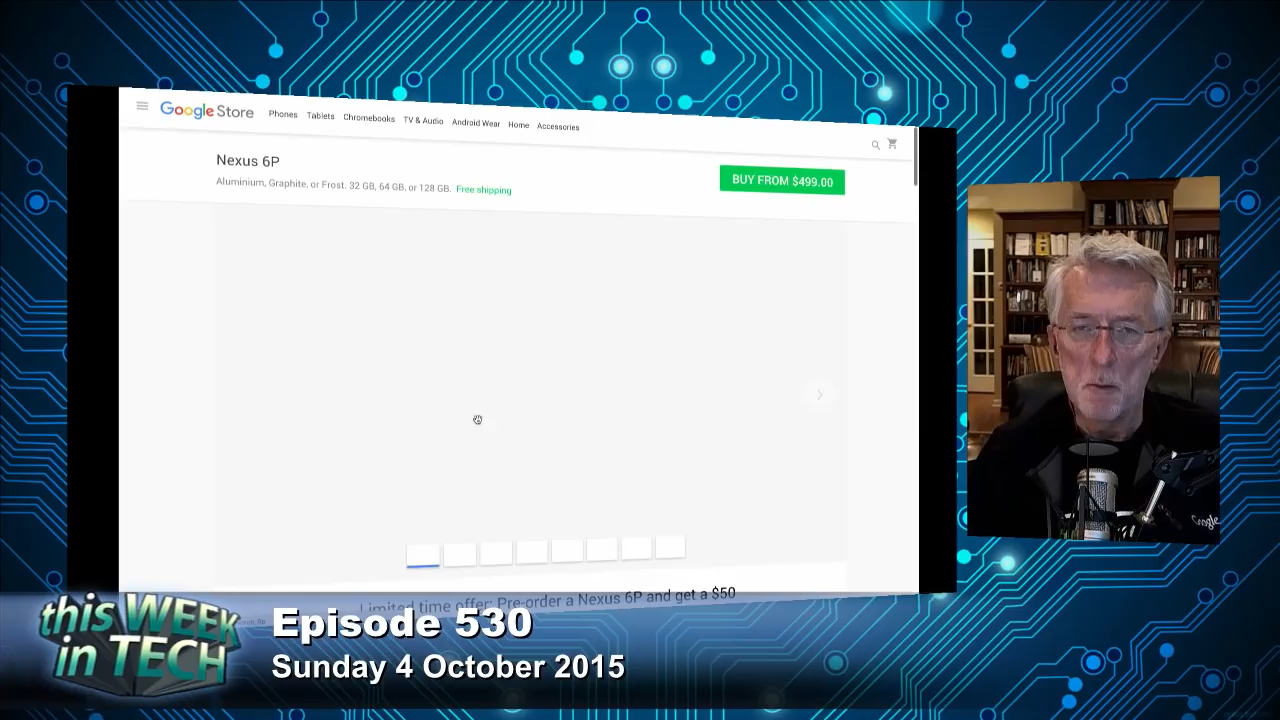 Google Store Phones Tablets Chromebooks TV & Audio Android Wear Home Accessories
Nexus 6P
Aluminium, Graphite, or Frost. 32 GB, 64 GB, or 128 GB. Free shipping
BUY FROM $499.00
Limited time offer: Pre-order a Nexus 6P and get a $50
Google
this WEEK
in TECH
Episode 530
Sunday 4 October 2015